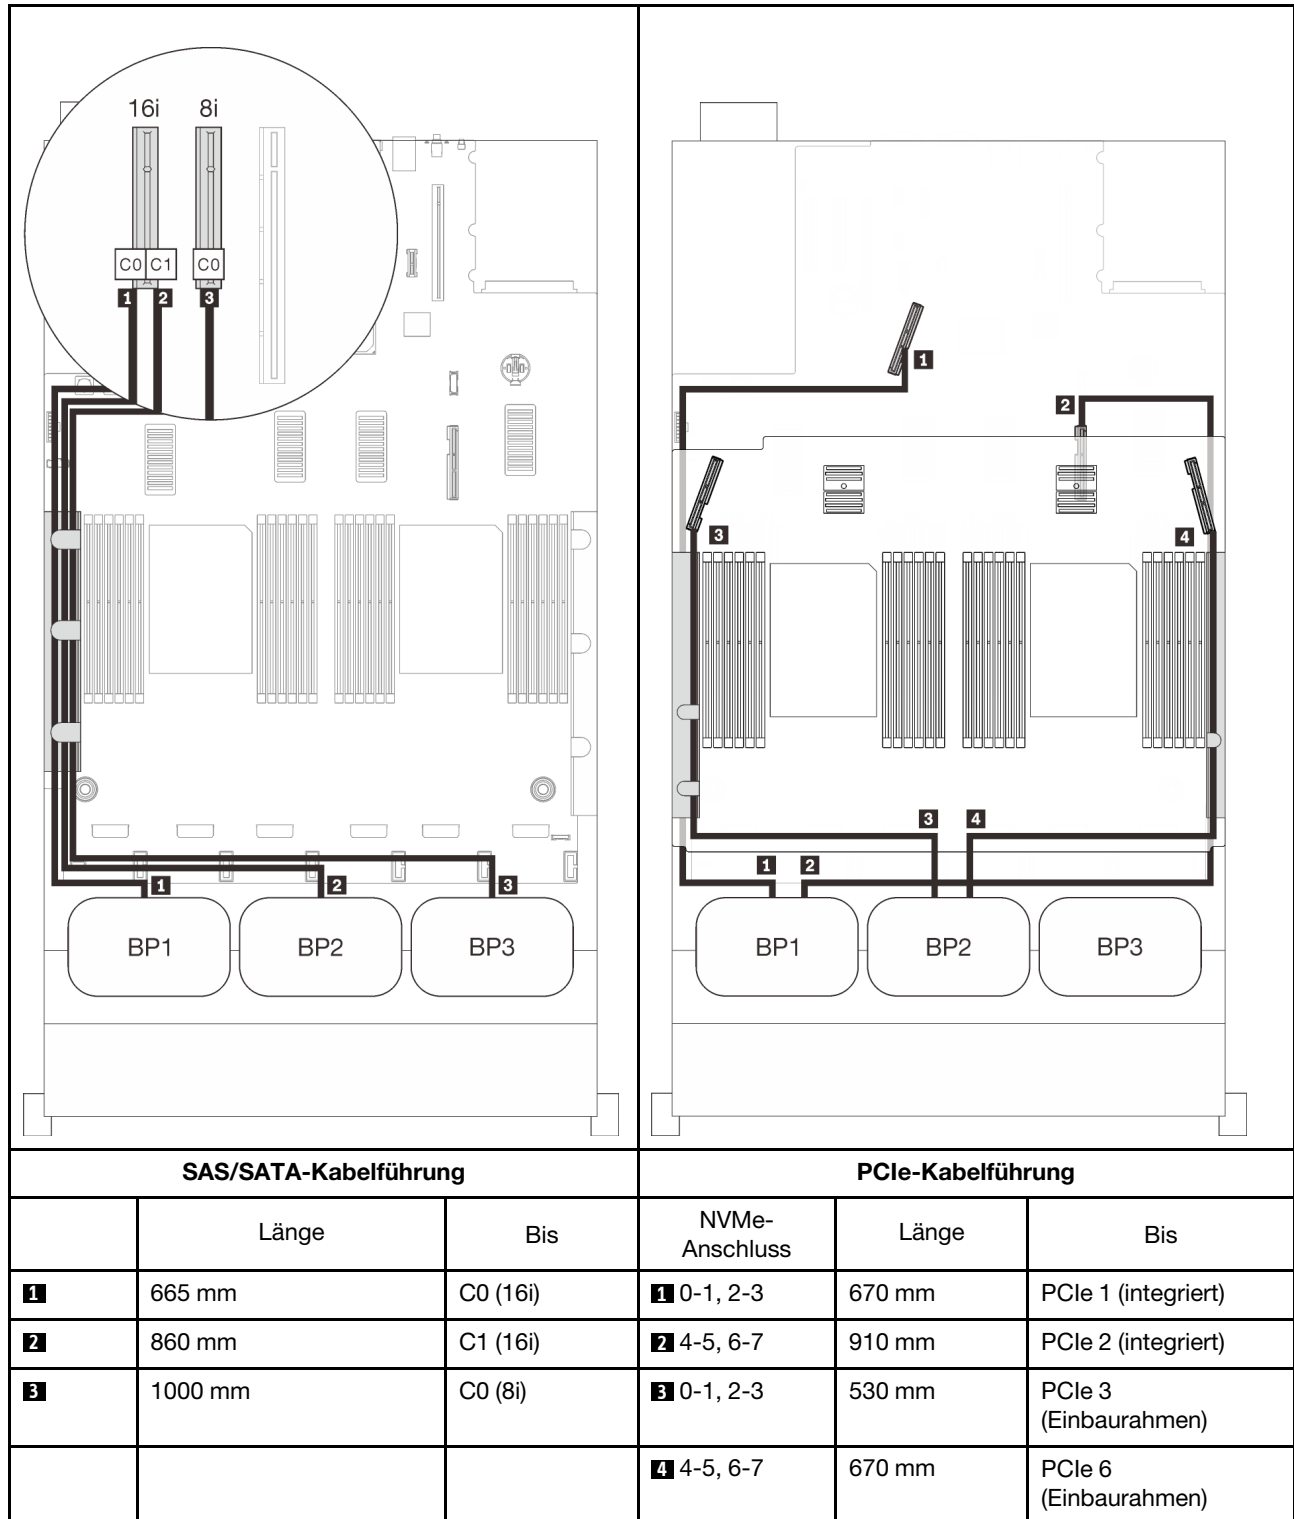 16i 8i
C0 C1 C0
1 2 3
1 2 3
BP1 BP2 BP3
1
2
3 4
3 4
1 2
BP1 BP2 BP3
SAS/SATA-Kabelführung PCIe-Kabelführung
Länge Bis NVMe-Anschluss Länge Bis
1 665 mm C0 (16i) 1 0-1, 2-3 670 mm PCIe 1 (integriert)
2 860 mm C1 (16i) 2 4-5, 6-7 910 mm PCIe 2 (integriert)
3 1000 mm C0 (8i) 3 0-1, 2-3 530 mm PCIe 3 (Einbaurahmen)
4 4-5, 6-7 670 mm PCIe 6 (Einbaurahmen)